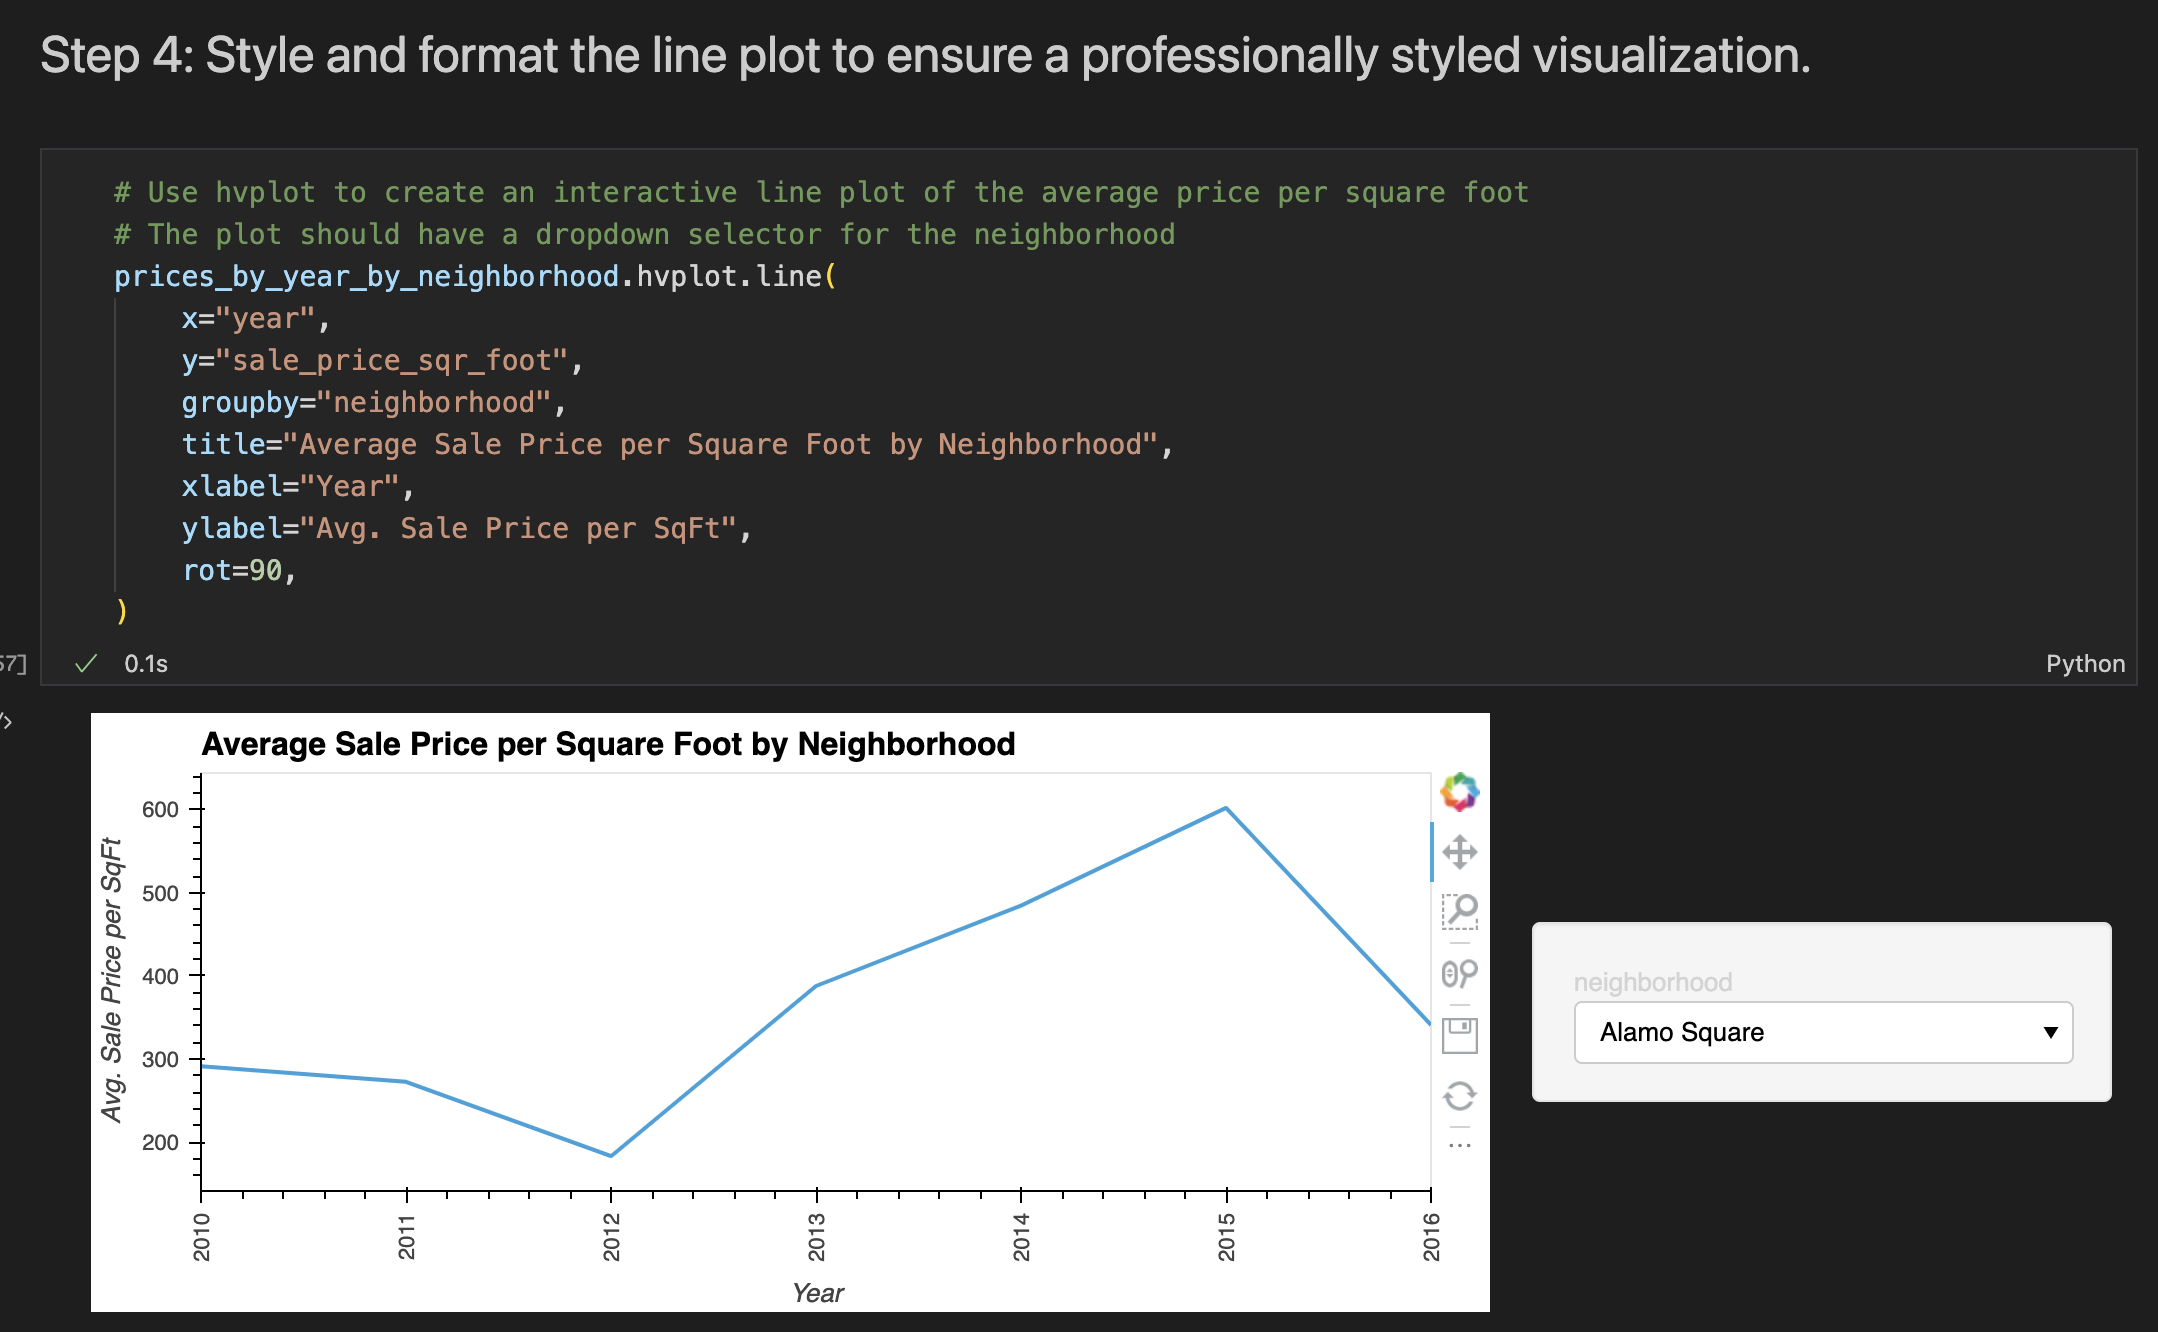 Step 4: Style and format the line plot to ensure a professionally styled visualization.
# Use hvplot to create an interactive line plot of the average price per square foot
# The plot should have a dropdown selector for the neighborhood
prices_by_year_by_neighborhood.hvplot.line(
    x="year",
    y="sale_price_sqr_foot",
    groupby="neighborhood",
    title="Average Sale Price per Square Foot by Neighborhood",
    xlabel="Year",
    ylabel="Avg. Sale Price per SqFt",
    rot=90,
)
57]
0.1s
Python
Average Sale Price per Square Foot by Neighborhood
Avg. Sale Price per SqFt
600
500
400
300
200
2010 2011 2012 2013 2014 2015 2016
Year
neighborhood
Alamo Square